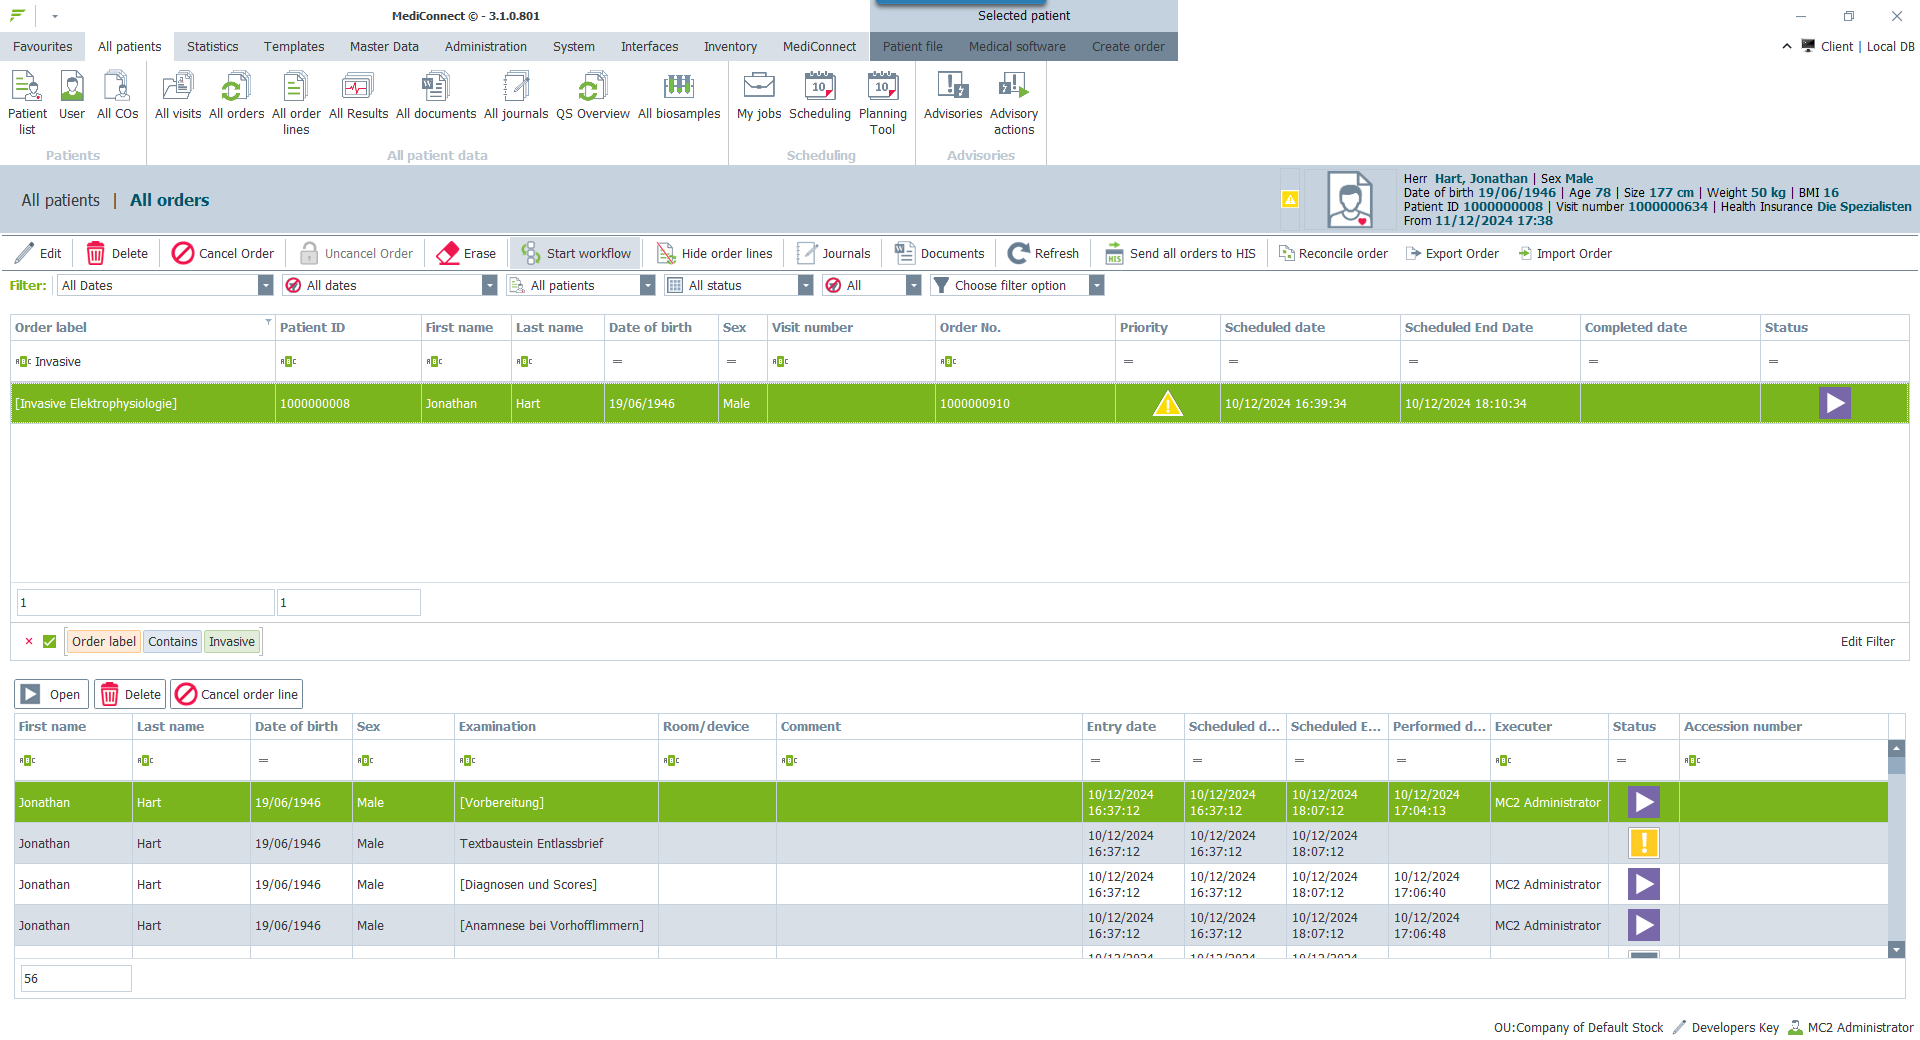 MediConnect © - 3.1.0.801
Selected patient
Favourites All patients Statistics Templates Master Data Administration System Interfaces Inventory MediConnect Patient file Medical software Create order Client | Local DB
Patient list User All COs All visits All orders All order lines All Results All documents All journals QS Overview All biosamples My jobs Scheduling Planning Tool Advisories Advisory actions
Patients All patient data Scheduling Advisories
All patients | All orders
Herr Hart, Jonathan | Sex Male
Date of birth 19/06/1946 | Age 78 | Size 177 cm | Weight 50 kg | BMI 16
Patient ID 1000000008 | Visit number 1000000634 | Health Insurance Die Spezialisten
From 11/12/2024 17:38
Edit Delete Cancel Order Uncancel Order Erase Start workflow Hide order lines Journals Documents Refresh Send all orders to HIS Reconcile order Export Order Import Order
Filter: All Dates All dates All patients All status All Choose filter option
Order label Patient ID First name Last name Date of birth Sex Visit number Order No. Priority Scheduled date Scheduled End Date Completed date Status
Invasive = = = = = = =
[Invasive Elektrophysiologie] 1000000008 Jonathan Hart 19/06/1946 Male 1000000910 10/12/2024 16:39:34 10/12/2024 18:10:34
1 1
Order label Contains Invasive Edit Filter
Open Delete Cancel order line
First name Last name Date of birth Sex Examination Room/device Comment Entry date Scheduled d... Scheduled E... Performed d... Executer Status Accession number
= = = = = =
Jonathan Hart 19/06/1946 Male [Vorbereitung] 10/12/2024 16:37:12 10/12/2024 16:37:12 10/12/2024 18:07:12 10/12/2024 17:04:13 MC2 Administrator
Jonathan Hart 19/06/1946 Male Textbaustein Entlassbrief 10/12/2024 16:37:12 10/12/2024 16:37:12 10/12/2024 18:07:12
Jonathan Hart 19/06/1946 Male [Diagnosen und Scores] 10/12/2024 16:37:12 10/12/2024 16:37:12 10/12/2024 18:07:12 10/12/2024 17:06:40 MC2 Administrator
Jonathan Hart 19/06/1946 Male [Anamnese bei Vorhofflimmern] 10/12/2024 16:37:12 10/12/2024 16:37:12 10/12/2024 18:07:12 10/12/2024 17:06:48 MC2 Administrator
56
OU:Company of Default Stock Developers Key MC2 Administrator